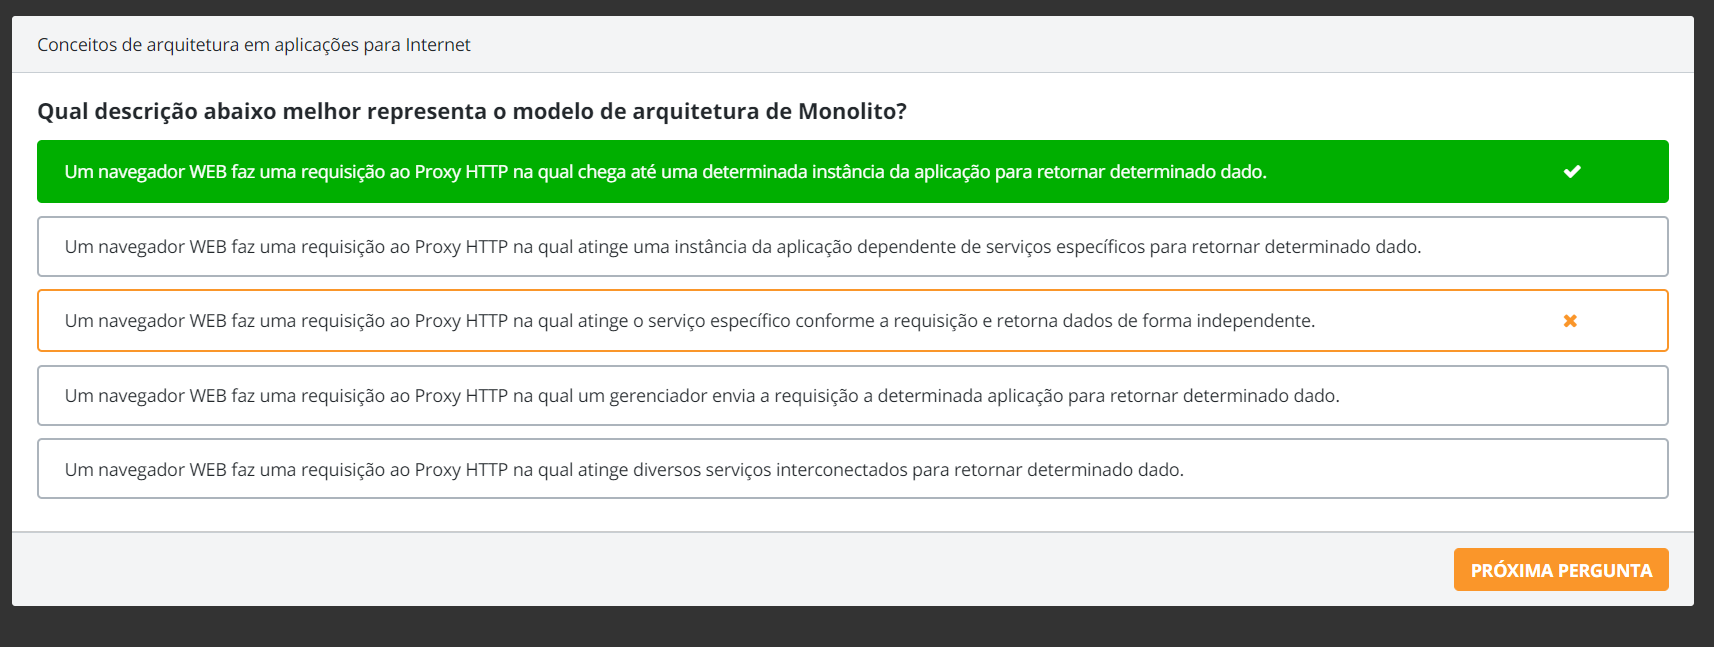 Conceitos de arquitetura em aplicações para Internet
Qual descrição abaixo melhor representa o modelo de arquitetura de Monolito?
Um navegador WEB faz uma requisição ao Proxy HTTP na qual chega até uma determinada instância da aplicação para retornar determinado dado.
Um navegador WEB faz uma requisição ao Proxy HTTP na qual atinge uma instância da aplicação dependente de serviços específicos para retornar determinado dado.
Um navegador WEB faz uma requisição ao Proxy HTTP na qual atinge o serviço específico conforme a requisição e retorna dados de forma independente.
Um navegador WEB faz uma requisição ao Proxy HTTP na qual um gerenciador envia a requisição a determinada aplicação para retornar determinado dado.
Um navegador WEB faz uma requisição ao Proxy HTTP na qual atinge diversos serviços interconectados para retornar determinado dado.
PRÓXIMA PERGUNTA